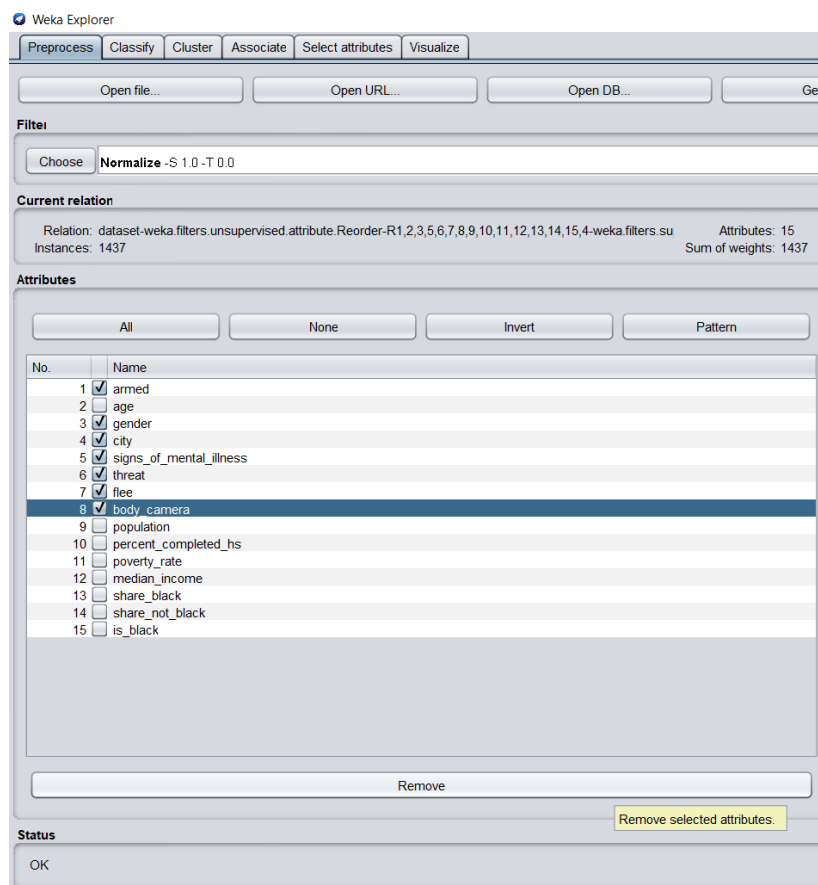 Weka Explorer
Preprocess Classify Cluster Associate Select attributes Visualize
Open file... Open URL... Open DB... Ge
Filter
Choose Normalize -S 1.0 -T 0.0
Current relation
Relation: dataset-weka.filters.unsupervised.attribute.Reorder-R1,2,3,5,6,7,8,9,10,11,12,13,14,15,4-weka.filters.su Attributes: 15
Instances: 1437 Sum of weights: 1437
Attributes
All None Invert Pattern
No. Name
1 armed
2 age
3 gender
4 city
5 signs_of_mental_illness
6 threat
7 flee
8 body_camera
9 population
10 percent_completed_hs
11 poverty_rate
12 median_income
13 share_black
14 share_not_black
15 is_black
Remove
Remove selected attributes.
Status
OK